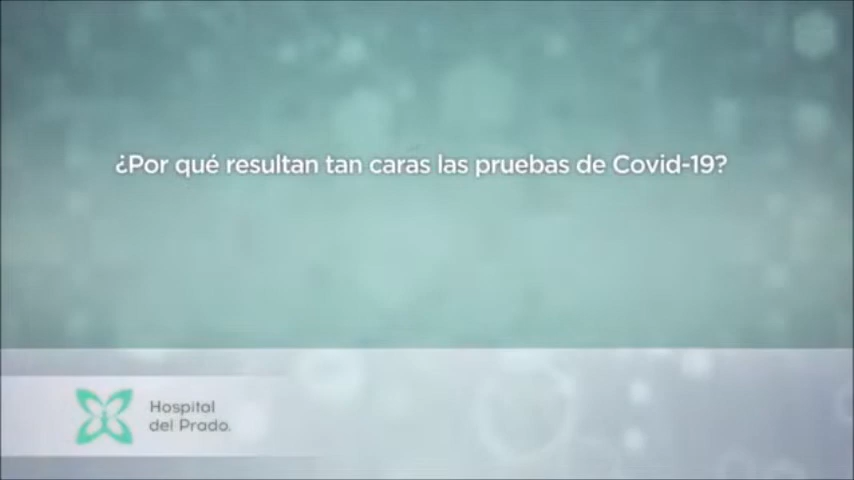 ¿Por qué resultan tan caras las pruebas de Covid-19?
Hospital
del Prado.